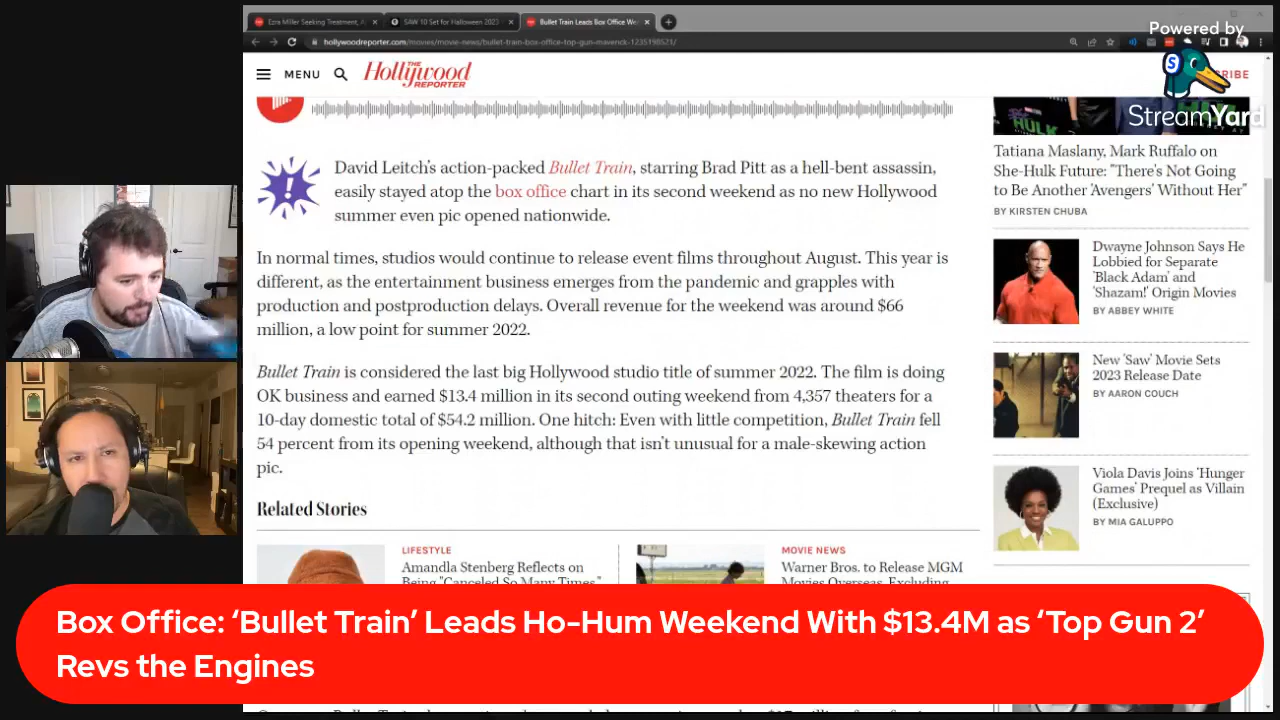 Ezra Miller Seeking Treatment, A
SAW 10 Set for Halloween 2023
Bullet Train Leads Box Office We
hollywoodreporter.com/movies/movie-news/bullet-train-box-office-top-gun-maverick-1235198521/
Powered by
StreamYard
MENU
THE
Hollywood
REPORTER
David Leitch's action-packed Bullet Train, starring Brad Pitt as a hell-bent assassin,
easily stayed atop the box office chart in its second weekend as no new Hollywood
summer even pic opened nationwide.
In normal times, studios would continue to release event films throughout August. This year is
different, as the entertainment business emerges from the pandemic and grapples with
production and postproduction delays. Overall revenue for the weekend was around $66
million, a low point for summer 2022.
Bullet Train is considered the last big Hollywood studio title of summer 2022. The film is doing
OK business and earned $13.4 million in its second outing weekend from 4,357 theaters for a
10-day domestic total of $54.2 million. One hitch: Even with little competition, Bullet Train fell
54 percent from its opening weekend, although that isn't unusual for a male-skewing action
pic.
Related Stories
LIFESTYLE
Amandla Stenberg Reflects on
Being "Canceled So Many Times,"
MOVIE NEWS
Warner Bros. to Release MGM
Movies Overseas, Excluding
HULK
Tatiana Maslany, Mark Ruffalo on
She-Hulk Future: "There's Not Going
to Be Another 'Avengers' Without Her"
BY KIRSTEN CHUBA
Dwayne Johnson Says He
Lobbied for Separate
'Black Adam' and
'Shazam!' Origin Movies
BY ABBEY WHITE
New 'Saw' Movie Sets
2023 Release Date
BY AARON COUCH
Viola Davis Joins 'Hunger
Games' Prequel as Villain
(Exclusive)
BY MIA GALUPPO
Box Office: ‘Bullet Train’ Leads Ho-Hum Weekend With $13.4M as ‘Top Gun 2’
Revs the Engines